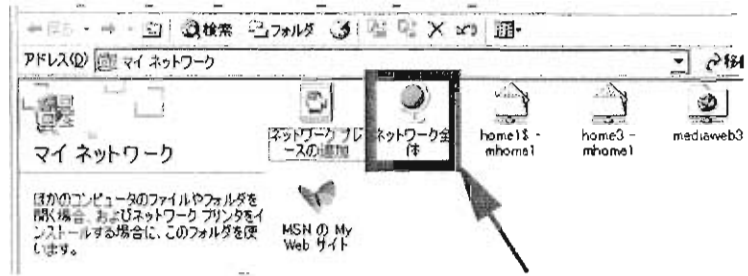 戻る 検索 フォルダ
アドレス(D) マイ ネットワーク
マイ ネットワーク
ほかのコンピュータのファイルやフォルダを
開く場合、およびネットワーク プリンタをイ
ンストールする場合に、このフォルダを使
います。
ネットワーク プレ
ースの追加
ネットワーク全
体
home1$ -
mhome1
home3 -
mhome1
mediaweb3
MSN の My
Web サイト